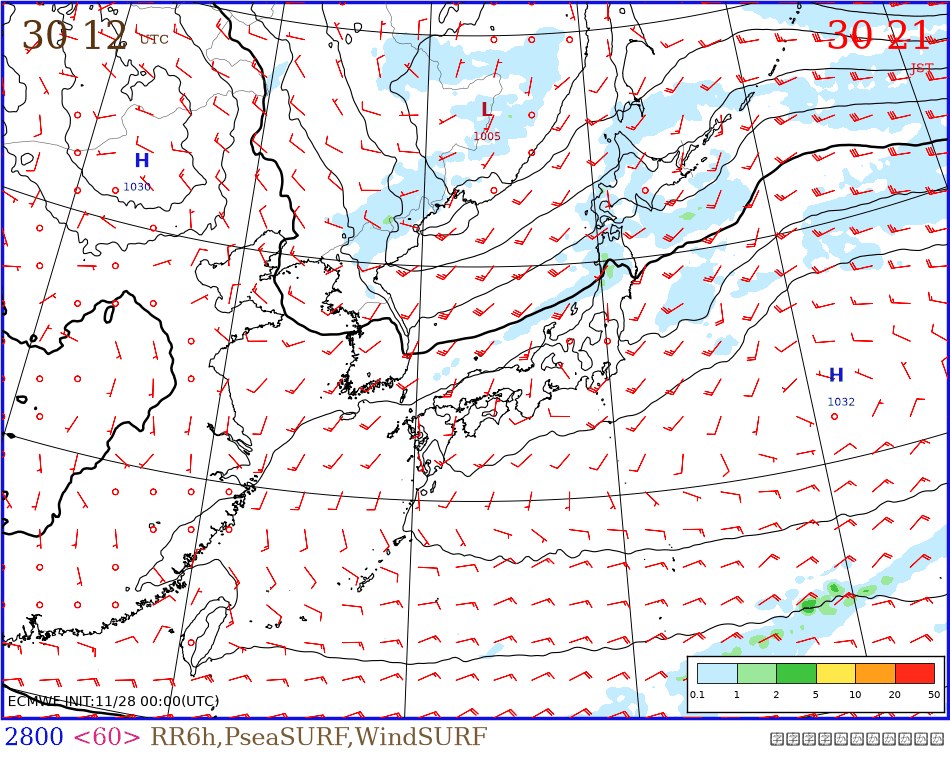 30 12 UTC
30 21
JST
L
1005
H
1030
H
1032
0.1 1 2 5 10 20 50
ECMWF INIT:11/28 00:00(UTC)
2800 <60> RR6h,PseaSURF,WindSURF